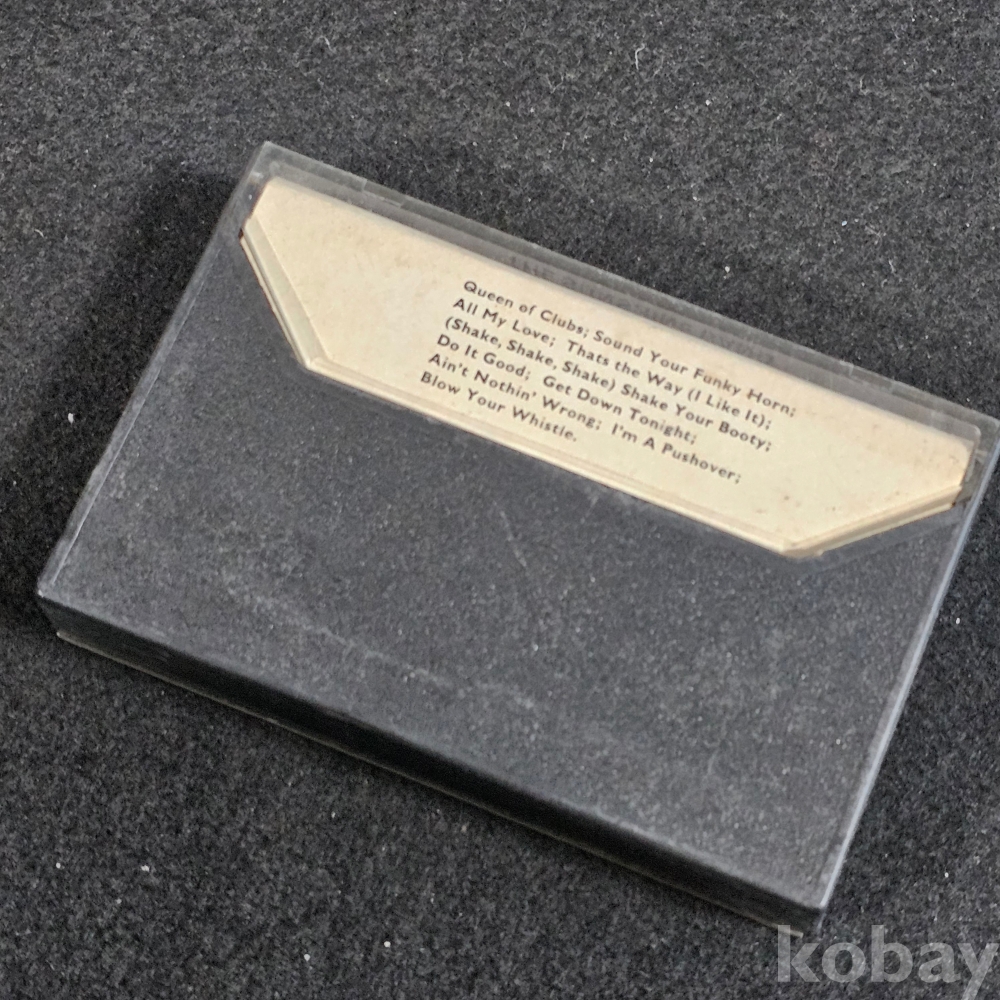 Queen of Clubs; Sound Your Funky Horn;
All My Love; Thats the Way (I Like It);
(Shake, Shake, Shake) Shake Your Booty;
Do It Good; Get Down Tonight;
Ain't Nothin' Wrong; I'm A Pushover;
Blow Your Whistle.
kobay